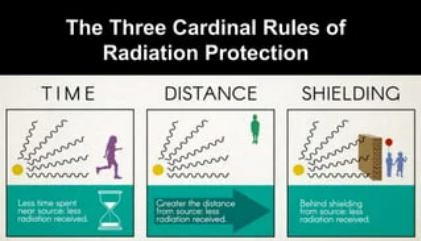 The Three Cardinal Rules of
Radiation Protection
TIME
DISTANCE
SHIELDING
Less time spent
near source: less
radiation received.
Greater the distance
from source: less
radiation received.
Behind shielding
from source: less
radiation received.